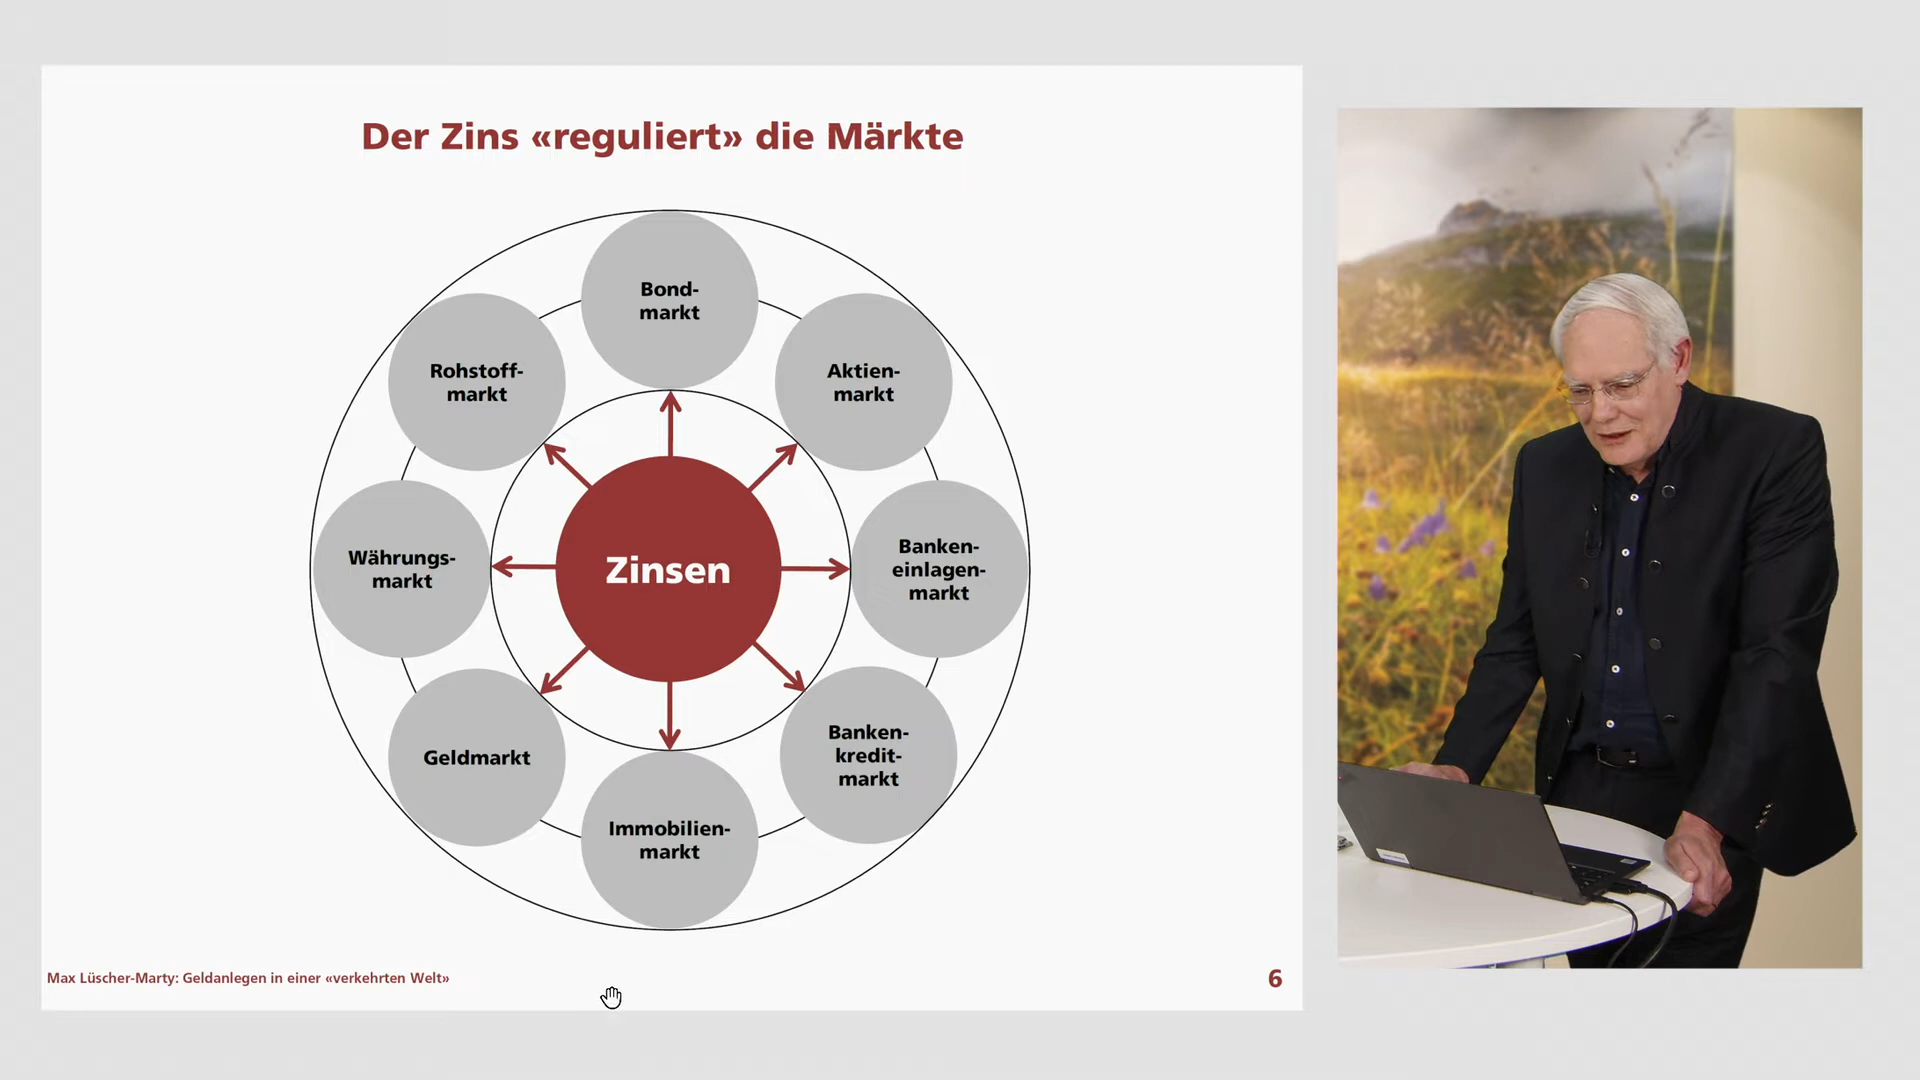 Der Zins «reguliert» die Märkte
Bond-
markt
Rohstoff-
markt
Aktien-
markt
Währungs-
markt
Zinsen
Banken-
einlagen-
markt
Geldmarkt
Banken-
kredit-
markt
Immobilien-
markt
Max Lüscher-Marty: Geldanlegen in einer «verkehrten Welt»
6